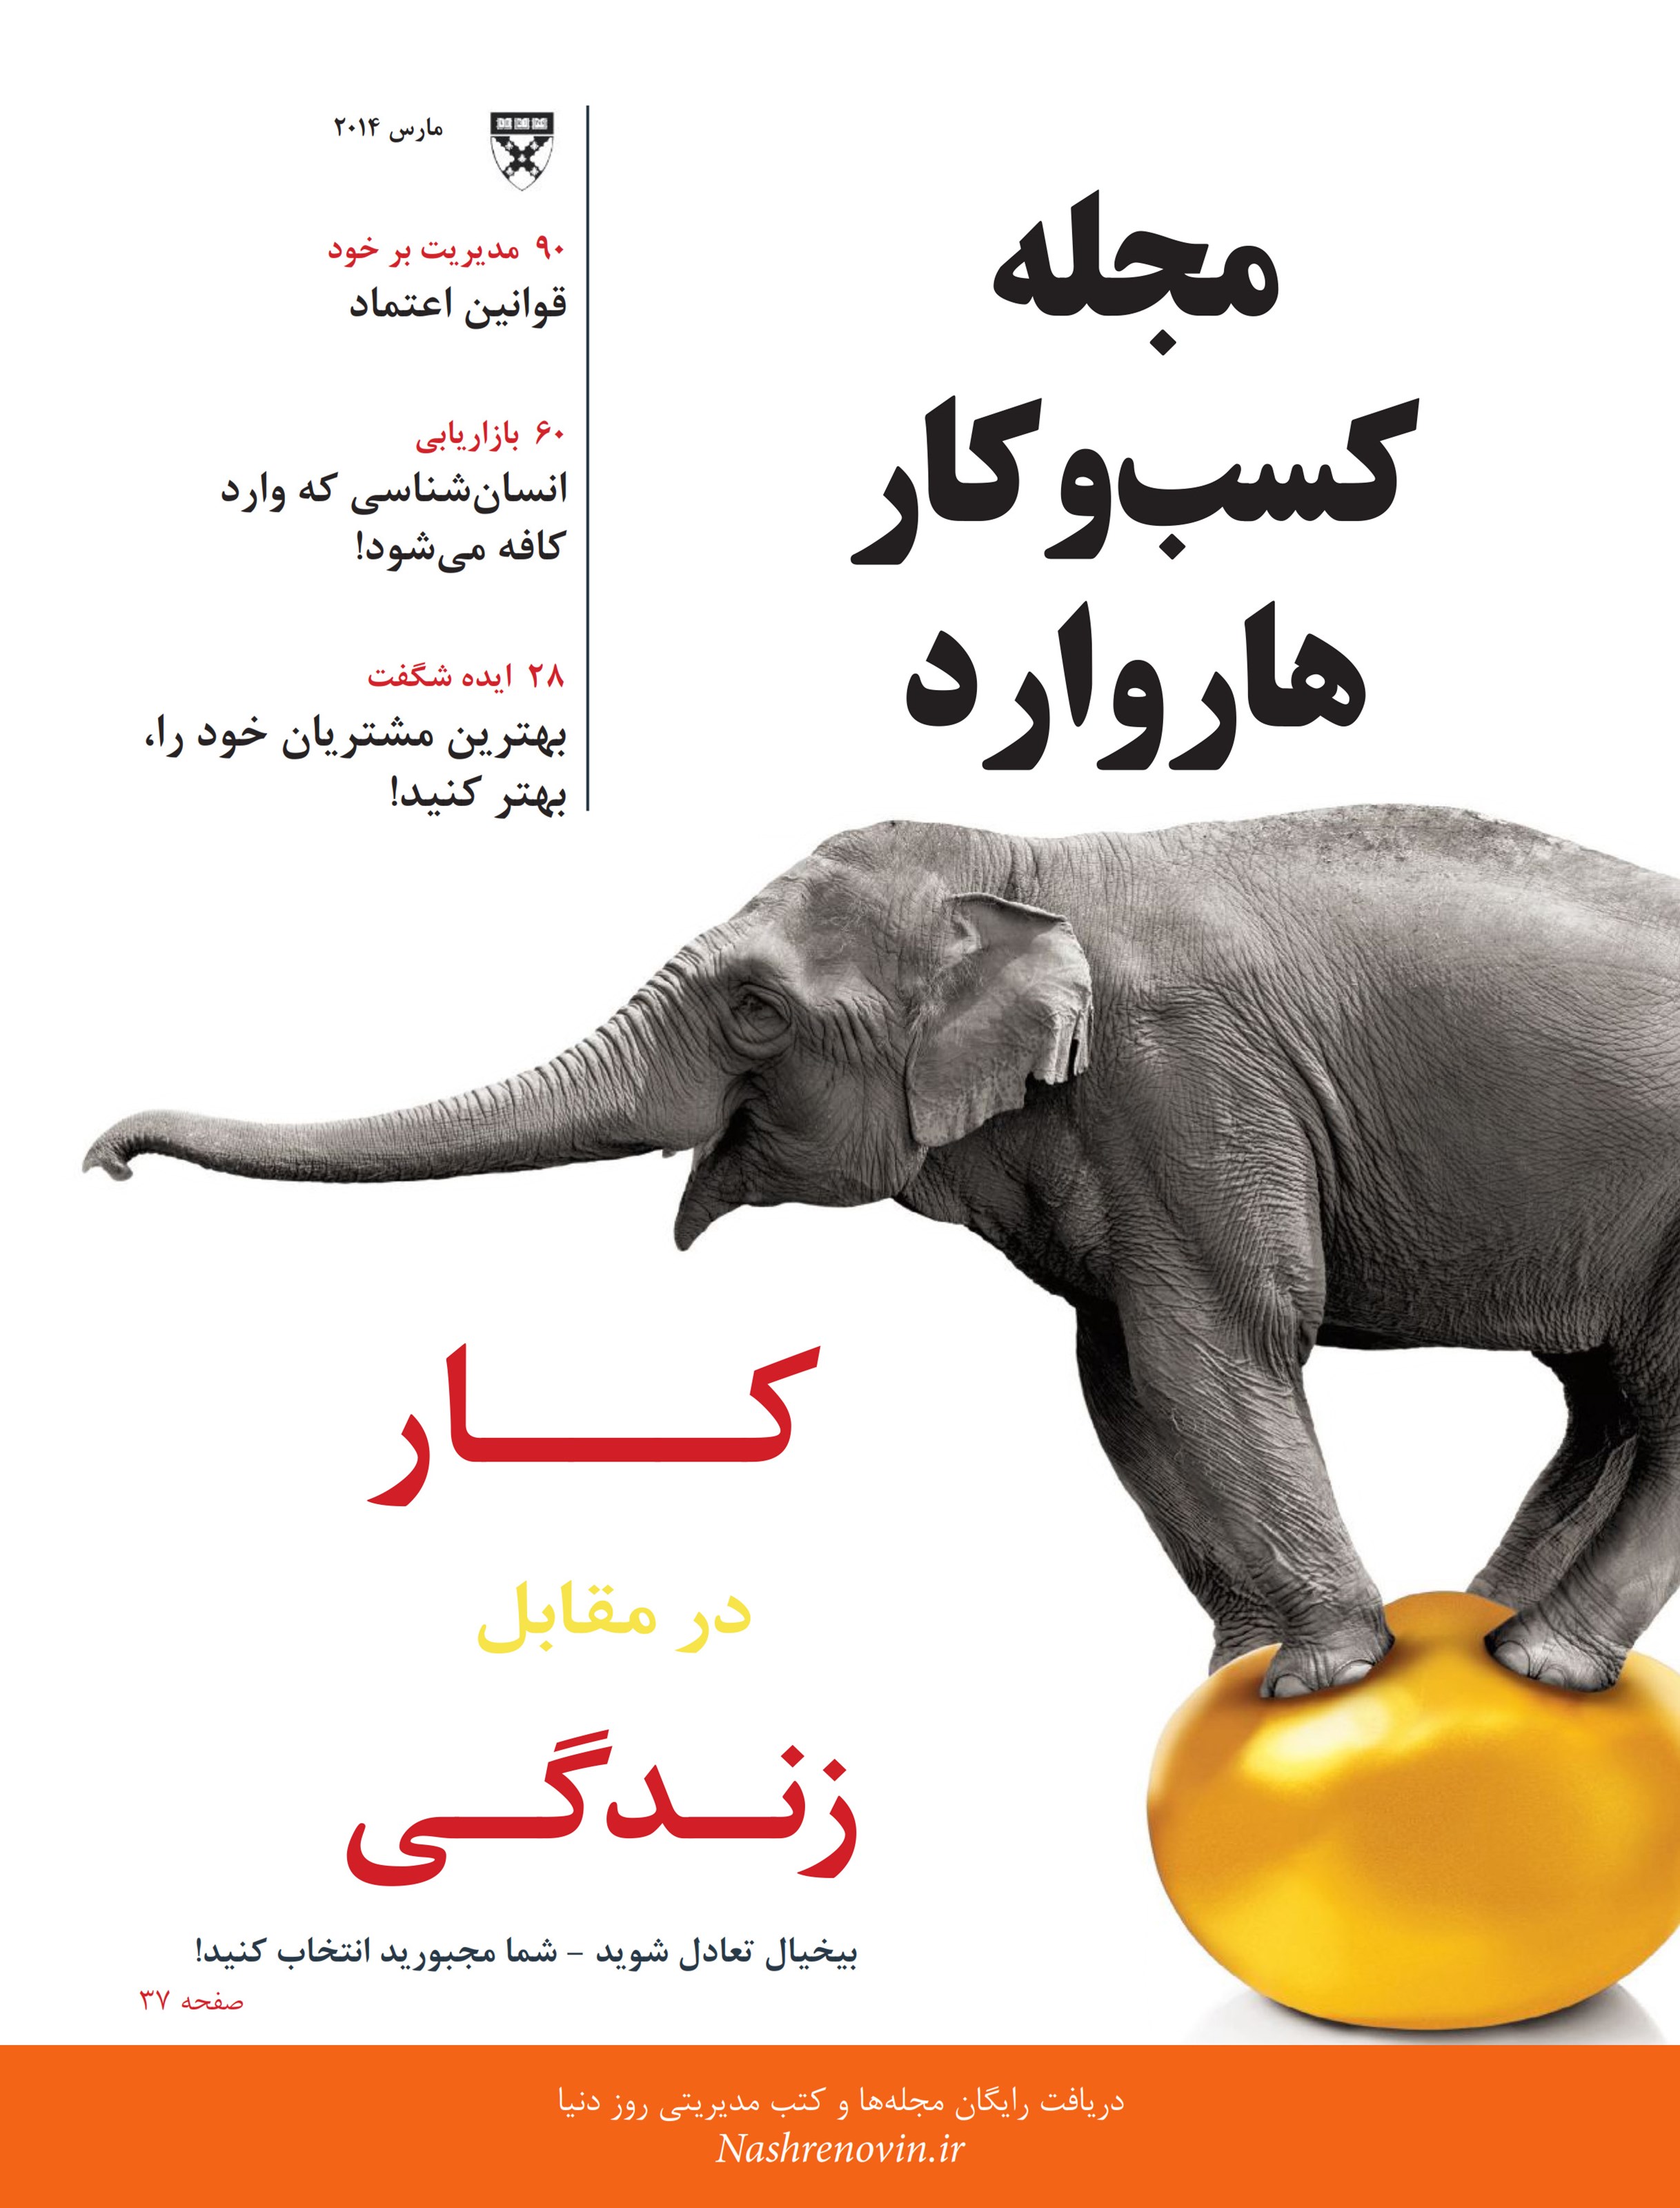 مجله
کسب‌و کار
هاروارد
مارس ۲۰۱۴
۹۰ مدیریت بر خود
قوانین اعتماد
۶۰ بازاریابی
انسان‌شناسی که وارد
کافه می‌شود!
۲۸ ایده شگفت
بهترین مشتریان خود را،
بهتر کنید!
کـــــــار
در مقابل
زنـــدگـــی
بیخیال تعادل شوید - شما مجبورید انتخاب کنید!
صفحه ۳۷
دریافت رایگان مجله‌ها و کتب مدیریتی روز دنیا
Nashrenovin.ir